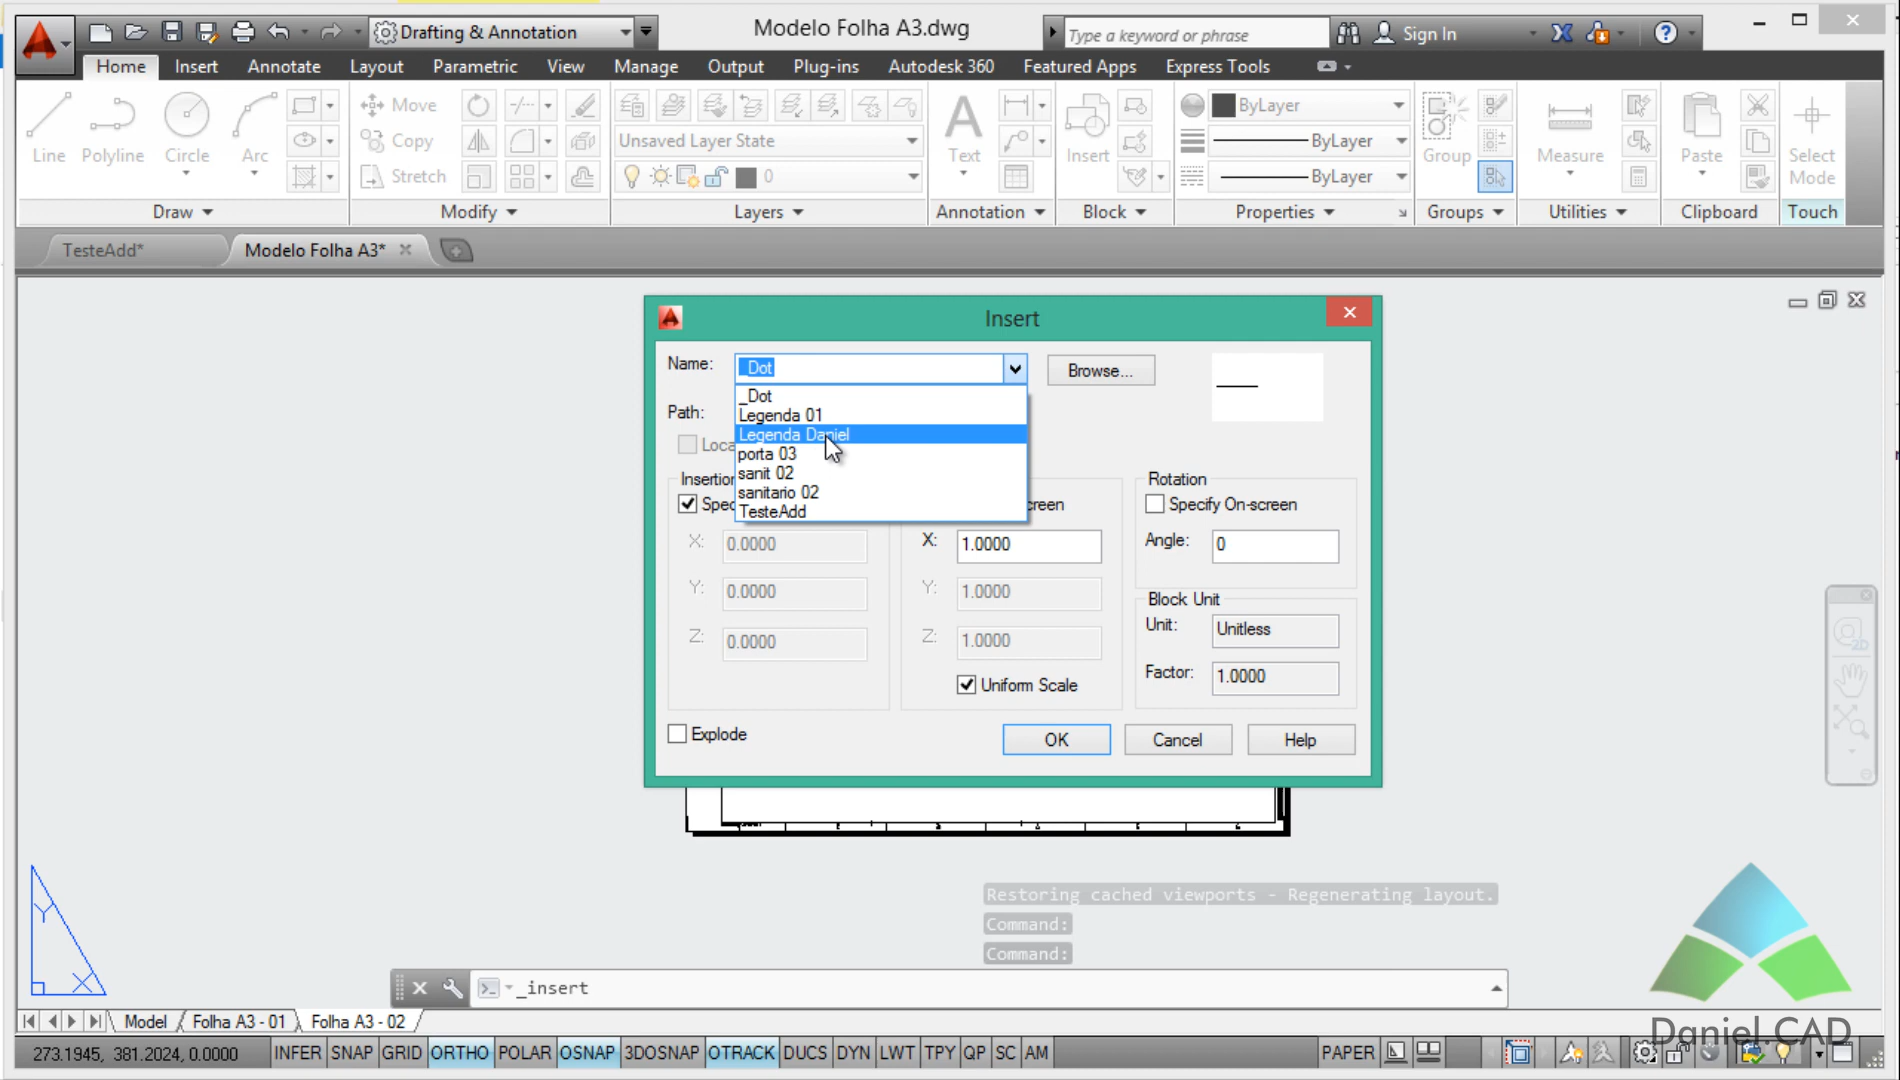 Drafting & Annotation
Modelo Folha A3.dwg
Type a keyword or phrase
Sign In
Home Insert Annotate Layout Parametric View Manage Output Plug-ins Autodesk 360 Featured Apps Express Tools
Move
ByLayer
Copy
Unsaved Layer State
ByLayer
Line Polyline Circle Arc
Text
Insert
Group Measure Paste Select
Mode
Stretch
0
ByLayer
Draw Modify Layers Annotation Block Properties Groups Utilities Clipboard Touch
TesteAdd* Modelo Folha A3*
Insert
Name:
_Dot
Browse...
_Dot
Path:
Legenda 01
Legenda Daniel
Loca
porta 03
sanit 02
Insertion
Rotation
sanitario 02
Spec
creen
Specify On-screen
TesteAdd
X: 0.0000
X: 1.0000
Angle: 0
Y: 0.0000
Y: 1.0000
Block Unit
Unit: Unitless
Z: 0.0000
Z: 1.0000
Factor: 1.0000
Uniform Scale
Explode
OK Cancel Help
Restoring cached viewports - Regenerating layout.
Command:
Command:
Y
X
_insert
Model Folha A3 - 01 Folha A3 - 02
Daniel.CAD
273.1945, 381.2024, 0.0000 INFER SNAP GRID ORTHO POLAR OSNAP 3DOSNAP OTRACK DUCS DYN LWT TPY QP SC AM PAPER